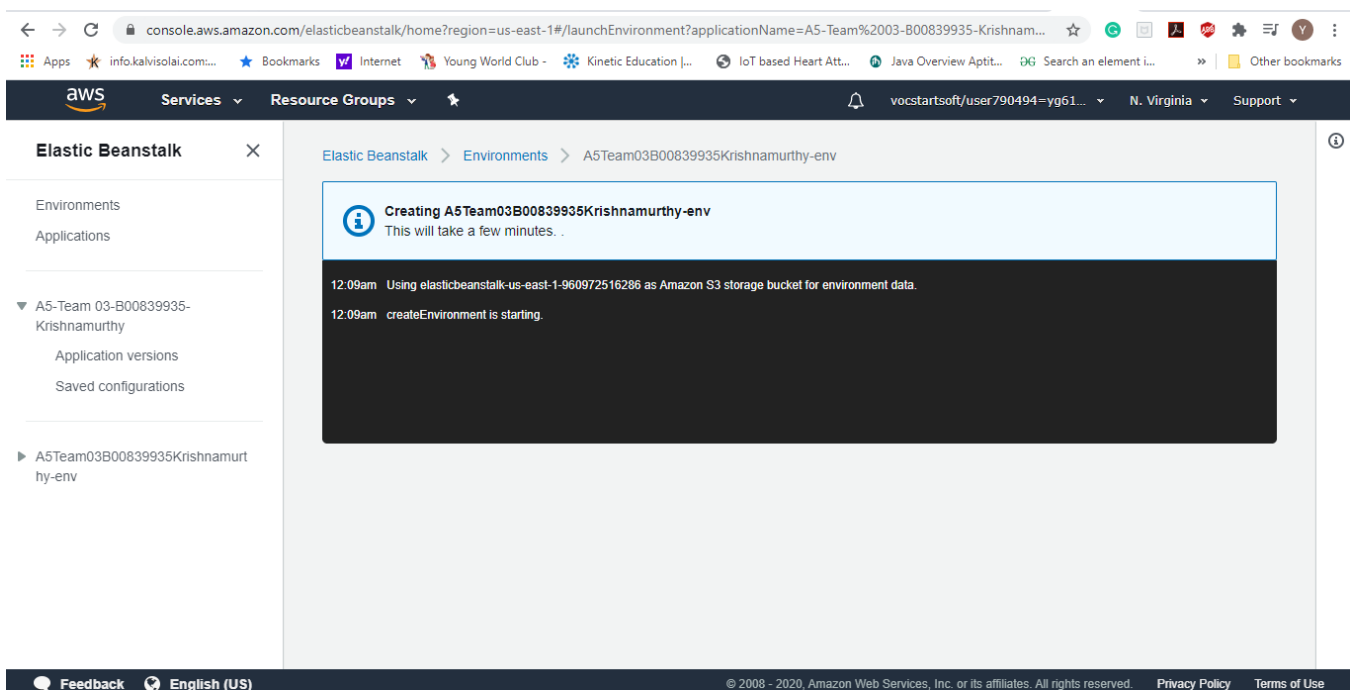 console.aws.amazon.com/elasticbeanstalk/home?region=us-east-1#/launchEnvironment?applicationName=A5-Team%2003-B00839935-Krishnam...
Apps info.kalvisolai.com:... Bookmarks Internet Young World Club - Kinetic Education |... IoT based Heart Att... Java Overview Aptit... Search an element i... » Other bookmarks
aws Services Resource Groups vocstartsoft/user790494=yg61... N. Virginia Support
Elastic Beanstalk
Environments
Applications
A5-Team 03-B00839935-
Krishnamurthy
Application versions
Saved configurations
A5Team03B00839935Krishnamurt
hy-env
Elastic Beanstalk > Environments > A5Team03B00839935Krishnamurthy-env
Creating A5Team03B00839935Krishnamurthy-env
This will take a few minutes. .
12:09am Using elasticbeanstalk-us-east-1-960972516286 as Amazon S3 storage bucket for environment data.
12:09am createEnvironment is starting.
Feedback English (US) © 2008 - 2020, Amazon Web Services, Inc. or its affiliates. All rights reserved. Privacy Policy Terms of Use